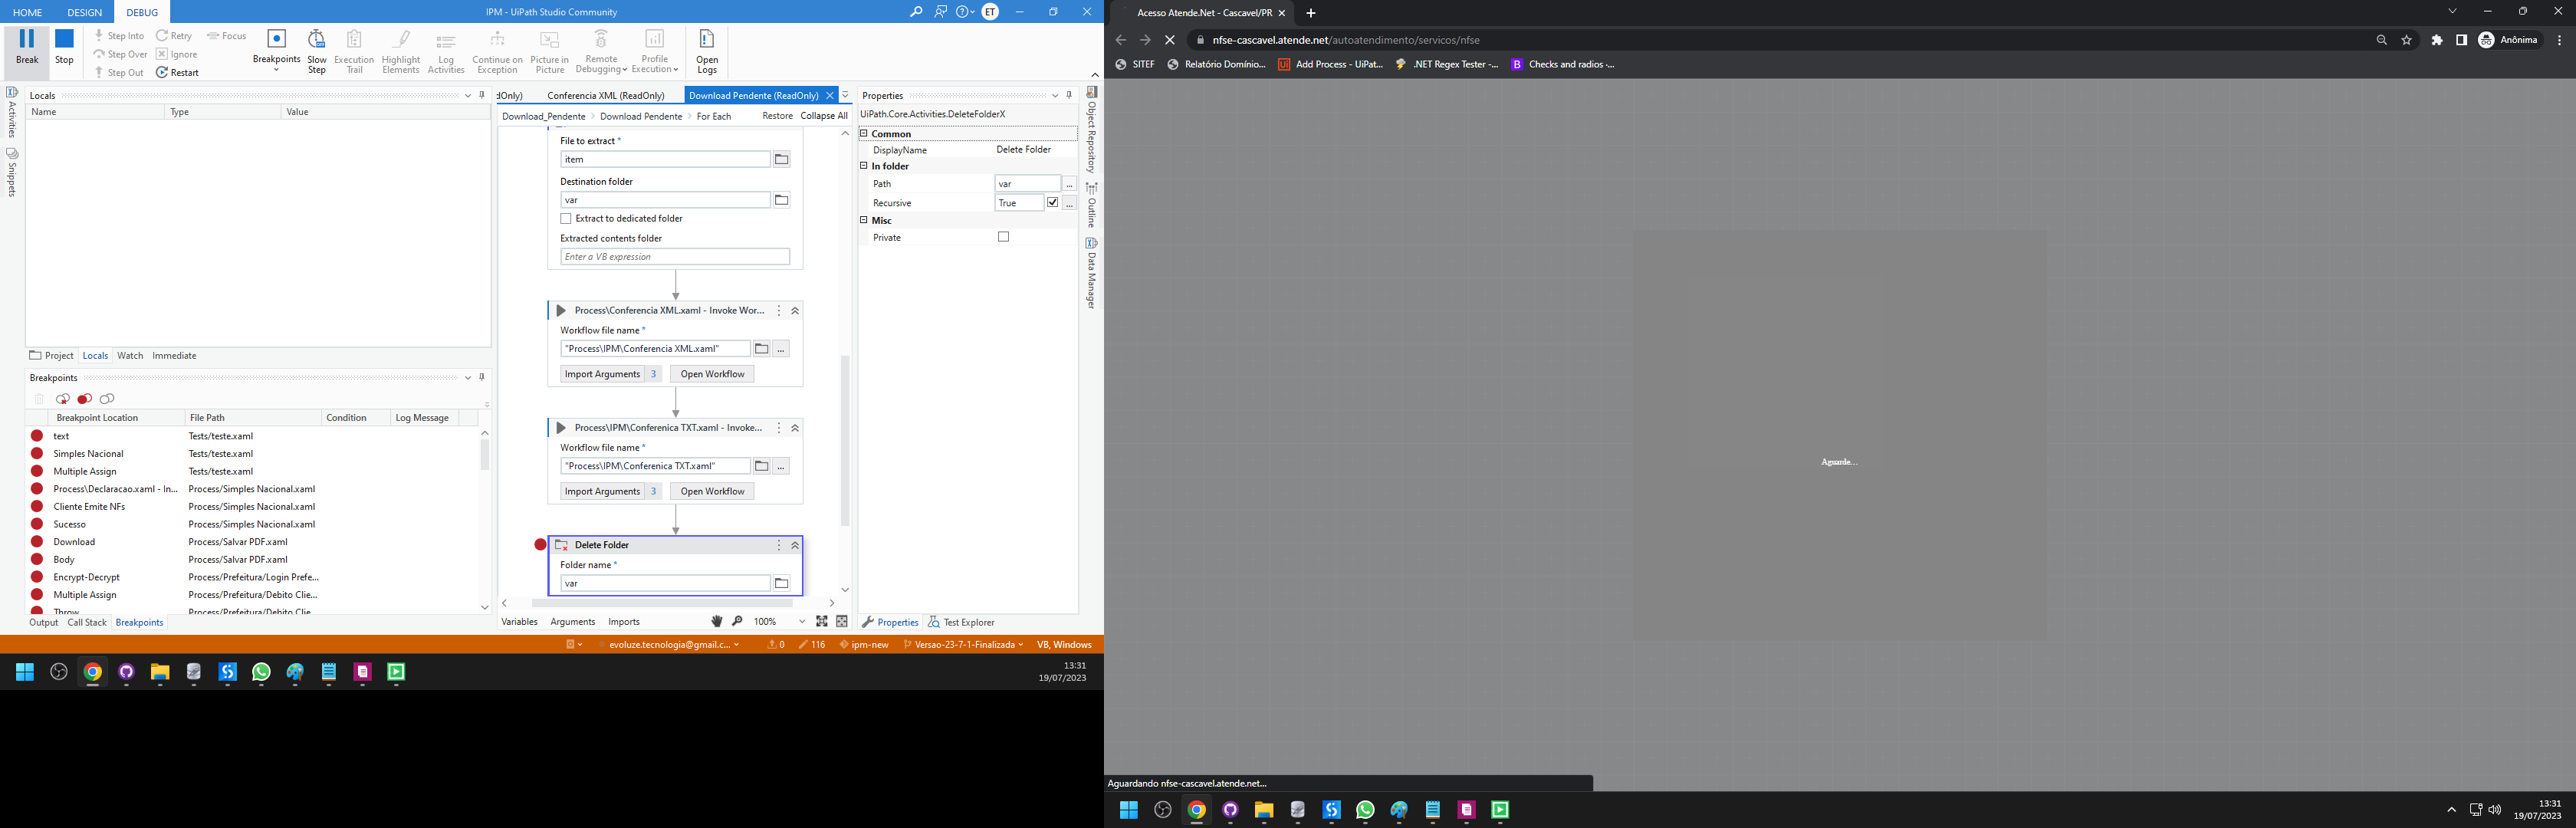 HOME DESIGN DEBUG
IPM - UiPath Studio Community
ET
Break
Stop
Step Into
Step Over
Step Out
Retry
Ignore
Restart
Focus
Breakpoints
Slow Step
Execution Trail
Highlight Elements
Log Activities
Continue on Exception
Picture in Picture
Remote Debugging
Profile Execution
Open Logs
Activities
Snippets
Locals
Name Type Value
Project Locals Watch Immediate
Breakpoints
Breakpoint Location File Path Condition Log Message
text Tests/teste.xaml
Simples Nacional Tests/teste.xaml
Multiple Assign Tests/teste.xaml
Process\Declaracao.xaml - In... Process/Simples Nacional.xaml
Cliente Emite NFs Process/Simples Nacional.xaml
Sucesso Process/Simples Nacional.xaml
Download Process/Salvar PDF.xaml
Body Process/Salvar PDF.xaml
Encrypt-Decrypt Process/Prefeitura/Login Prefe...
Multiple Assign Process/Prefeitura/Debito Clie...
Throw Process/Prefeitura/Debito Clie
Output Call Stack Breakpoints
dOnly) Conferencia XML (ReadOnly) Download Pendente (ReadOnly)
Download_Pendente > Download Pendente > For Each Restore Collapse All
File to extract *
item
Destination folder
var
Extract to dedicated folder
Extracted contents folder
Enter a VB expression
Process\Conferencia XML.xaml - Invoke Wor...
Workflow file name *
"Process\IPM\Conferencia XML.xaml"
...
Import Arguments 3 Open Workflow
Process\IPM\Conferenica TXT.xaml - Invoke...
Workflow file name *
"Process\IPM\Conferenica TXT.xaml"
...
Import Arguments 3 Open Workflow
Delete Folder
Folder name *
var
Variables Arguments Imports 100%
Properties
UiPath.Core.Activities.DeleteFolderX
Common
DisplayName Delete Folder
In folder
Path var ...
Recursive True ...
Misc
Private
Properties Test Explorer
Object Repository
Outline
Data Manager
evoluze.tecnologia@gmail.c... 0 116 ipm-new Versao-23-7-1-Finalizada VB, Windows
13:31
19/07/2023
Acesso Atende.Net - Cascavel/PR
nfse-cascavel.atende.net/autoatendimento/servicos/nfse
Anônima
SITEF Relatório Domínio... Add Process - UiPat... .NET Regex Tester -... Checks and radios ·...
Aguarde...
Aguardando nfse-cascavel.atende.net...
13:31
19/07/2023